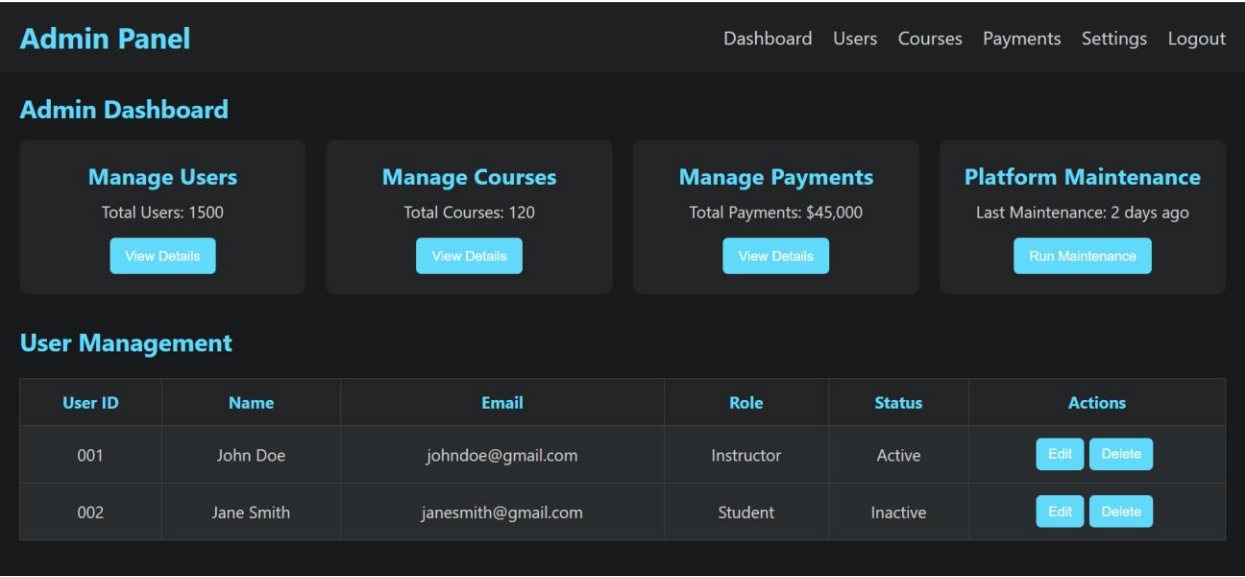 Admin Panel
Dashboard Users Courses Payments Settings Logout
Admin Dashboard
Manage Users
Total Users: 1500
View Details
Manage Courses
Total Courses: 120
View Details
Manage Payments
Total Payments: $45,000
View Details
Platform Maintenance
Last Maintenance: 2 days ago
Run Maintenance
User Management
User ID Name Email Role Status Actions
001 John Doe johndoe@gmail.com Instructor Active Edit Delete
002 Jane Smith janesmith@gmail.com Student Inactive Edit Delete